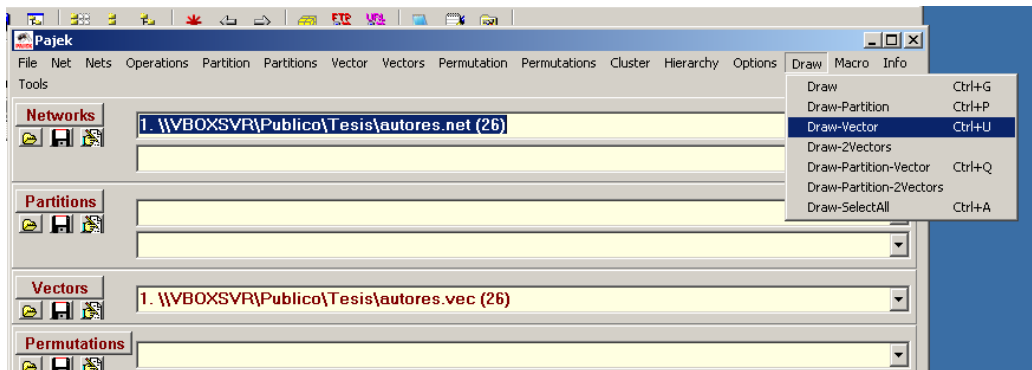 ETP
Pajek
File Net Nets Operations Partition Partitions Vector Vectors Permutation Permutations Cluster Hierarchy Options Draw Macro Info
Tools
Draw Ctrl+G
Draw-Partition Ctrl+P
Draw-Vector Ctrl+U
Draw-2Vectors
Draw-Partition-Vector Ctrl+Q
Draw-Partition-2Vectors
Draw-SelectAll Ctrl+A
Networks
1. \\VBOXSVR\Publico\Tesis\autores.net (26)
Partitions
Vectors
1. \\VBOXSVR\Publico\Tesis\autores.vec (26)
Permutations